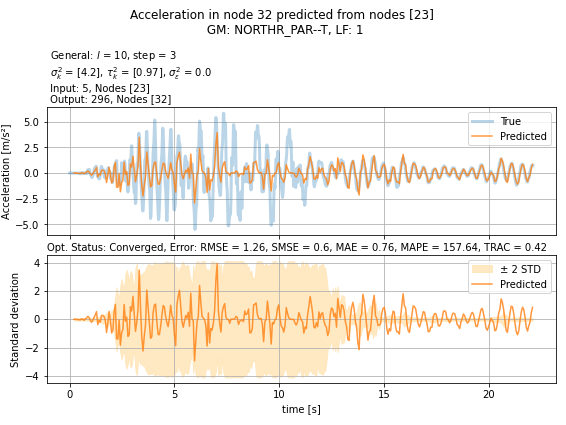 Acceleration in node 32 predicted from nodes [23]
GM: NORTHR_PAR--T, LF: 1
General: l = 10, step = 3
σ²ₖ = [4.2], τ²ₖ = [0.97], σ²ₑ = 0.0
Input: 5, Nodes [23]
Output: 296, Nodes [32]
Acceleration [m/s²]
5.0
2.5
0.0
−2.5
−5.0
True
Predicted
Opt. Status: Converged, Error: RMSE = 1.26, SMSE = 0.6, MAE = 0.76, MAPE = 157.64, TRAC = 0.42
Standard deviation
4
2
0
−2
−4
± 2 STD
Predicted
0
5
10
15
20
time [s]